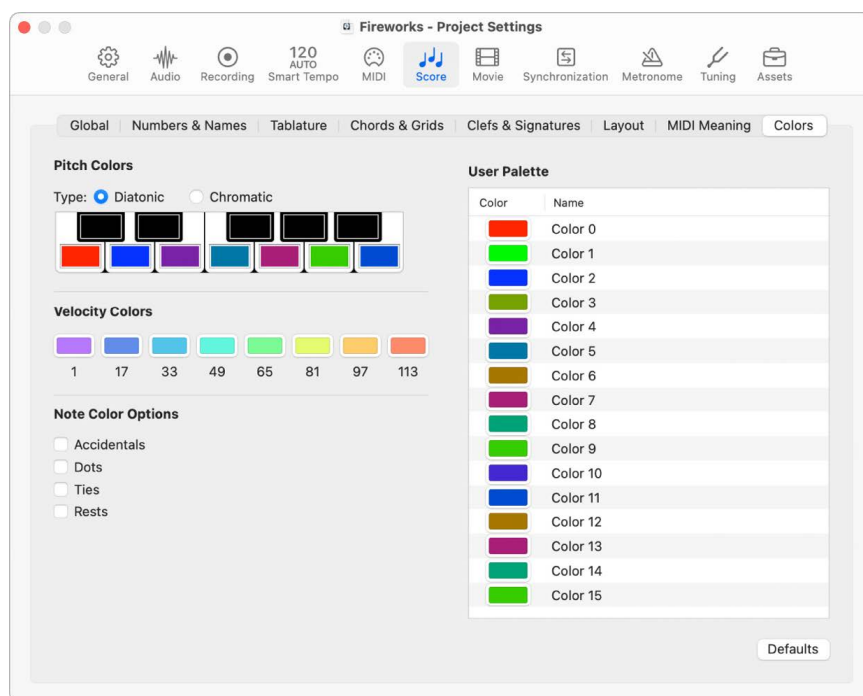 Fireworks - Project Settings
120
AUTO
General Audio Recording Smart Tempo MIDI Score Movie Synchronization Metronome Tuning Assets
Global Numbers & Names Tablature Chords & Grids Clefs & Signatures Layout MIDI Meaning Colors
Pitch Colors
Type: Diatonic Chromatic
Velocity Colors
1 17 33 49 65 81 97 113
Note Color Options
Accidentals
Dots
Ties
Rests
User Palette
Color Name
Color 0
Color 1
Color 2
Color 3
Color 4
Color 5
Color 6
Color 7
Color 8
Color 9
Color 10
Color 11
Color 12
Color 13
Color 14
Color 15
Defaults